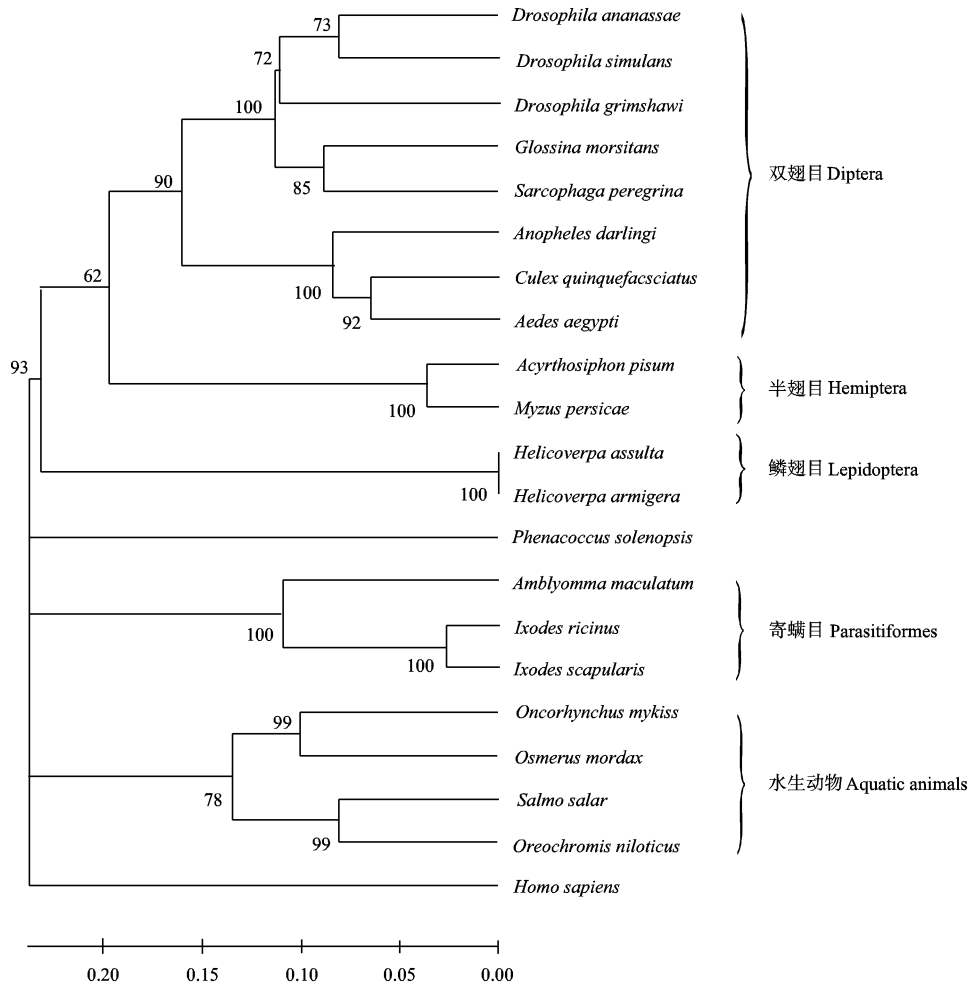 Drosophila ananassae
73
Drosophila simulans
72
Drosophila grimshawi
100
Glossina morsitans
双翅目 Diptera
90
85
Sarcophaga peregrina
Anopheles darlingi
62
Culex quinquefacsciatus
100
92
Aedes aegypti
93
Acyrthosiphon pisum
半翅目 Hemiptera
100
Myzus persicae
Helicoverpa assulta
鳞翅目 Lepidoptera
100
Helicoverpa armigera
Phenacoccus solenopsis
Amblyomma maculatum
100
Ixodes ricinus
寄螨目 Parasitiformes
100
Ixodes scapularis
99
Oncorhynchus mykiss
Osmerus mordax
水生动物 Aquatic animals
78
Salmo salar
99
Oreochromis niloticus
Homo sapiens
0.20 0.15 0.10 0.05 0.00